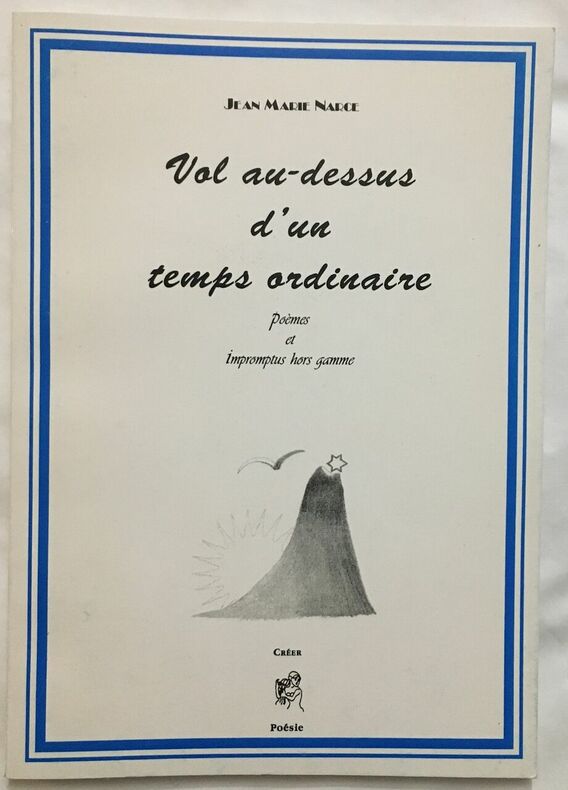 Jean Marie Narce
Vol au-dessus
d'un
temps ordinaire
Poèmes
et
impromptus hors gamme
Créer
Poésie